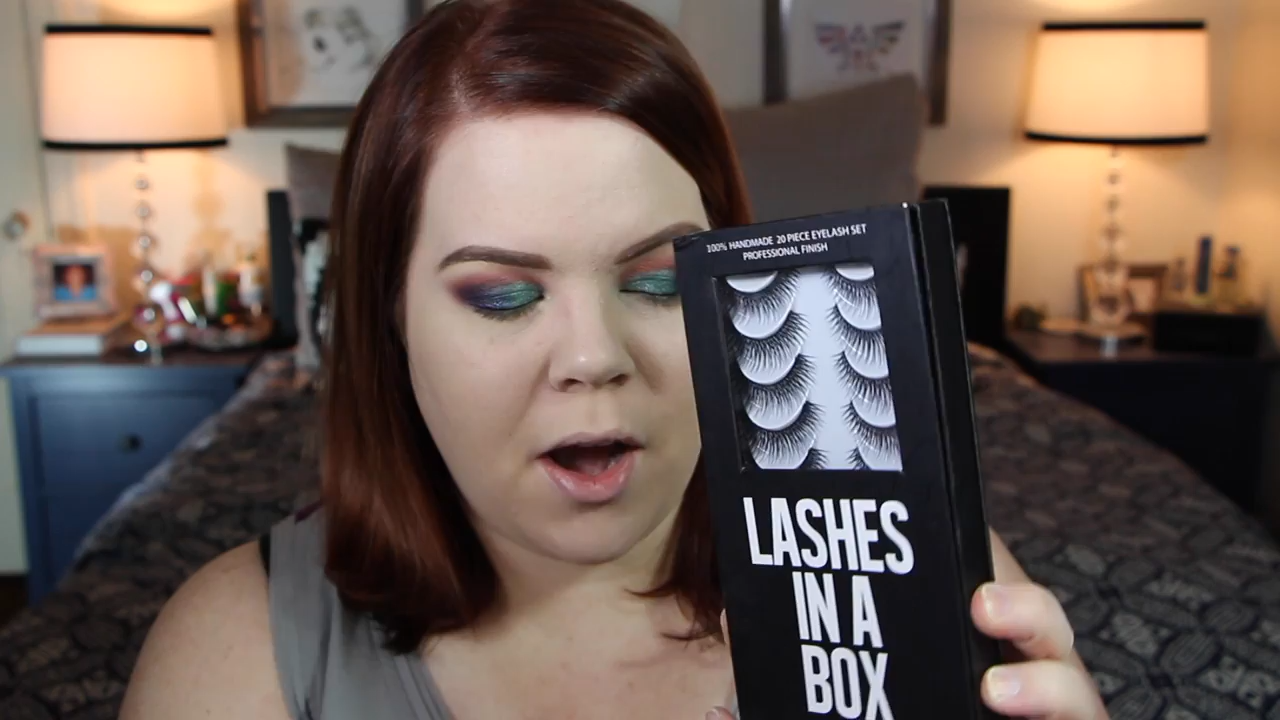 100% HANDMADE 20 PIECE EYELASH SET
PROFESSIONAL FINISH
LASHES
IN A
BOX